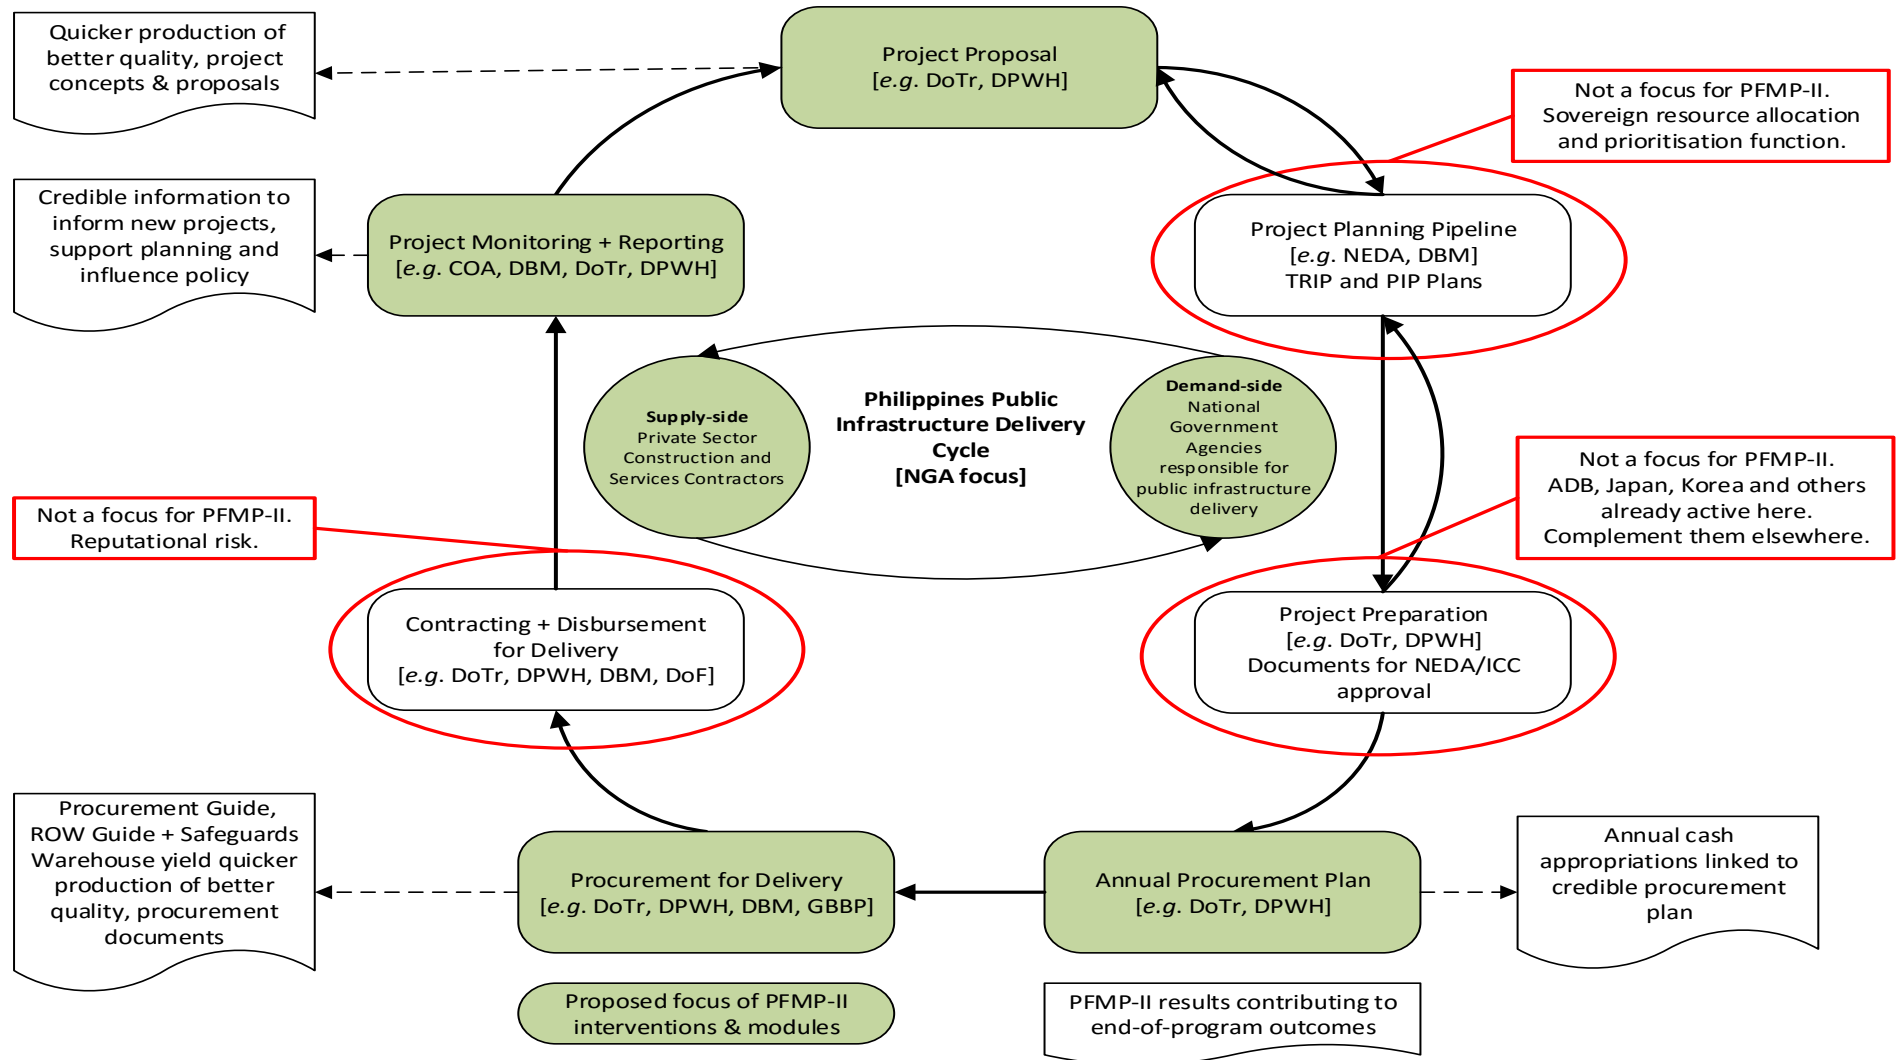 Quicker production of
better quality, project
concepts & proposals
Project Proposal
[e.g. DoTr, DPWH]
Not a focus for PFMP-II.
Sovereign resource allocation
and prioritisation function.
Credible information to
inform new projects,
support planning and
influence policy
Project Monitoring + Reporting
[e.g. COA, DBM, DoTr, DPWH]
Project Planning Pipeline
[e.g. NEDA, DBM]
TRIP and PIP Plans
Supply-side
Private Sector
Construction and
Services Contractors
Philippines Public
Infrastructure Delivery
Cycle
[NGA focus]
Demand-side
National
Government
Agencies
responsible for
public infrastructure
delivery
Not a focus for PFMP-II.
ADB, Japan, Korea and others
already active here.
Complement them elsewhere.
Not a focus for PFMP-II.
Reputational risk.
Contracting + Disbursement
for Delivery
[e.g. DoTr, DPWH, DBM, DoF]
Project Preparation
[e.g. DoTr, DPWH]
Documents for NEDA/ICC
approval
Procurement Guide,
ROW Guide + Safeguards
Warehouse yield quicker
production of better
quality, procurement
documents
Procurement for Delivery
[e.g. DoTr, DPWH, DBM, GBBP]
Annual Procurement Plan
[e.g. DoTr, DPWH]
Annual cash
appropriations linked to
credible procurement
plan
Proposed focus of PFMP-II
interventions & modules
PFMP-II results contributing to
end-of-program outcomes